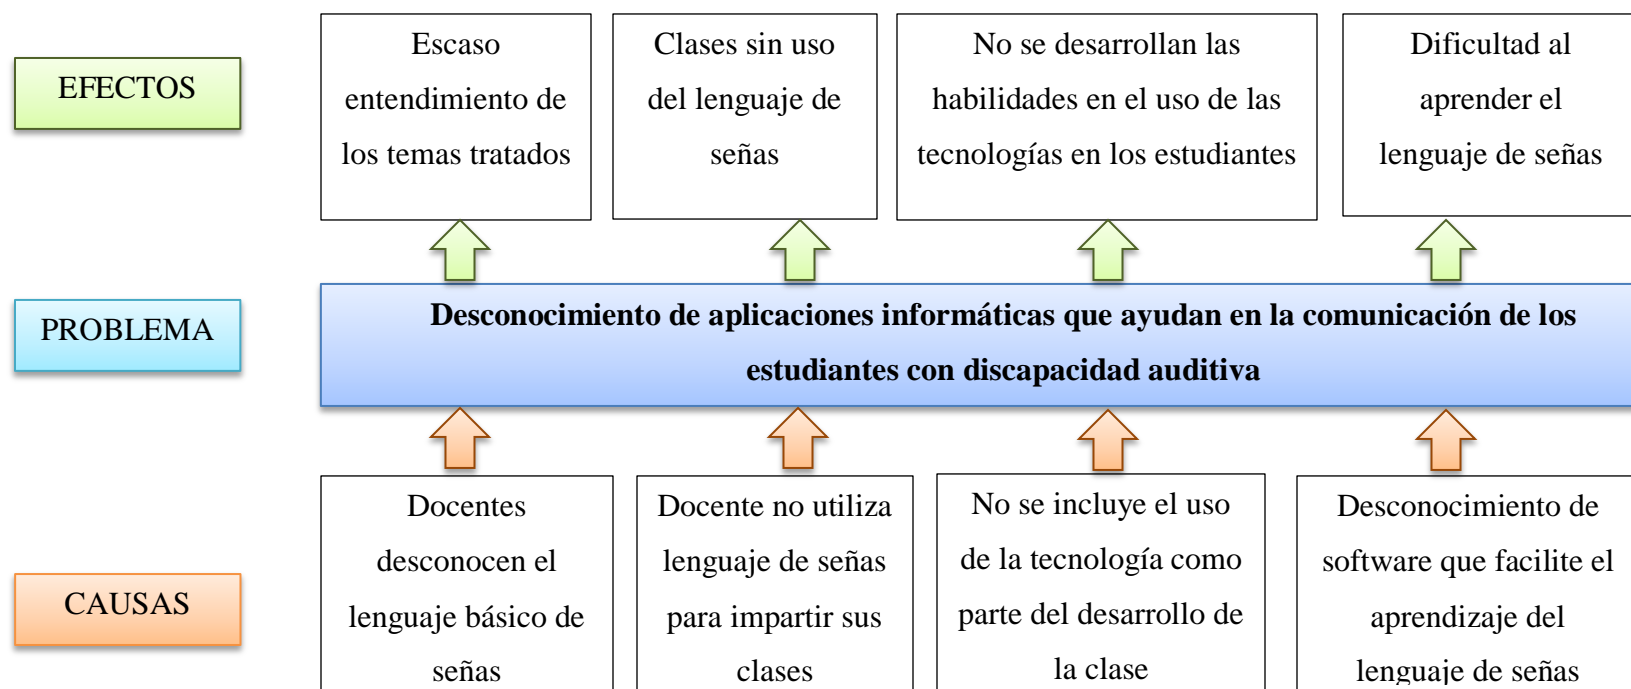 EFECTOS
Escaso
entendimiento de
los temas tratados
Clases sin uso
del lenguaje de
señas
No se desarrollan las
habilidades en el uso de las
tecnologías en los estudiantes
Dificultad al
aprender el
lenguaje de señas
PROBLEMA
Desconocimiento de aplicaciones informáticas que ayudan en la comunicación de los
estudiantes con discapacidad auditiva
CAUSAS
Docentes
desconocen el
lenguaje básico de
señas
Docente no utiliza
lenguaje de señas
para impartir sus
clases
No se incluye el uso
de la tecnología como
parte del desarrollo de
la clase
Desconocimiento de
software que facilite el
aprendizaje del
lenguaje de señas